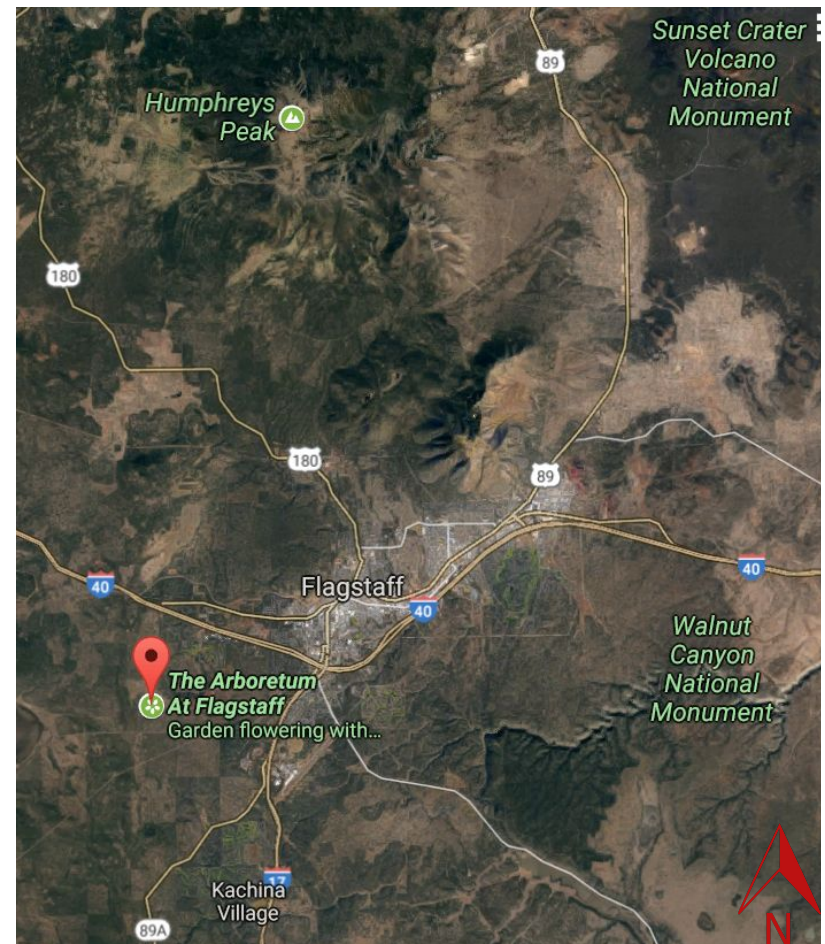 Sunset Crater
Volcano
National
Monument
89
Humphreys
Peak
180
180
89
40
Flagstaff
40
40
Walnut
Canyon
National
Monument
The Arboretum
At Flagstaff
Garden flowering with...
17
Kachina
Village
89A
N